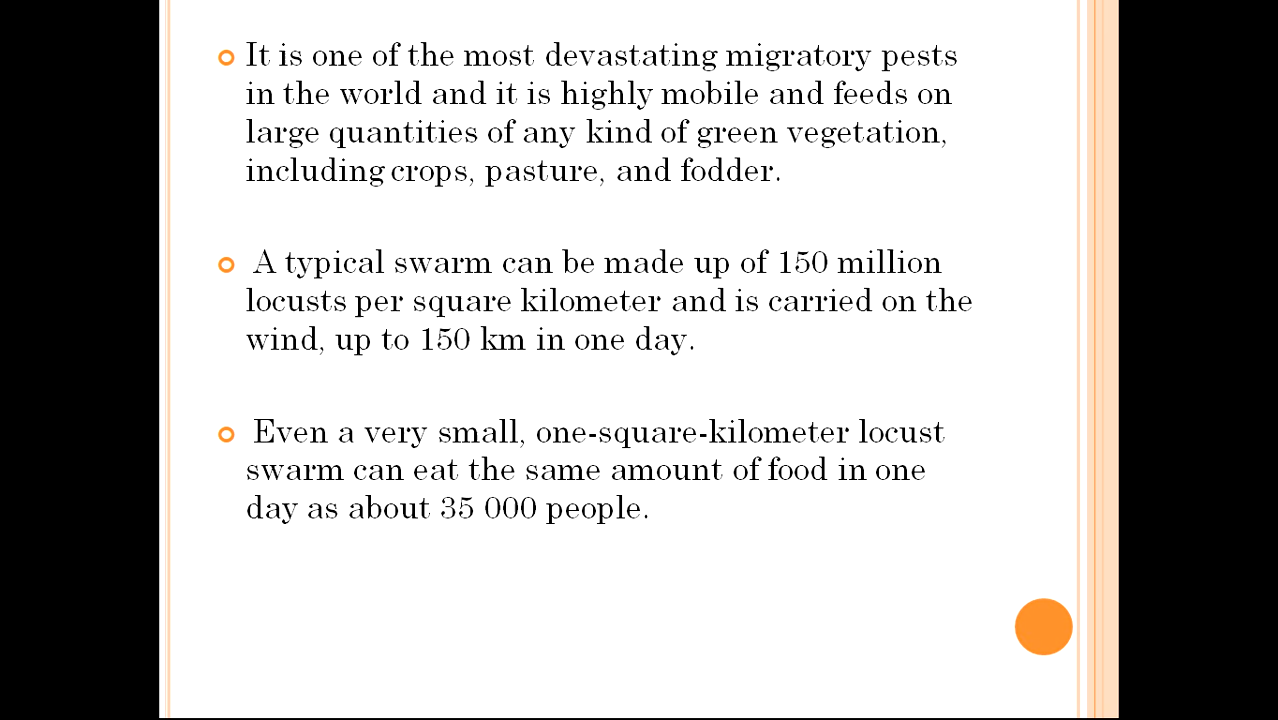 It is one of the most devastating migratory pests
in the world and it is highly mobile and feeds on
large quantities of any kind of green vegetation,
including crops, pasture, and fodder.
A typical swarm can be made up of 150 million
locusts per square kilometer and is carried on the
wind, up to 150 km in one day.
Even a very small, one-square-kilometer locust
swarm can eat the same amount of food in one
day as about 35 000 people.